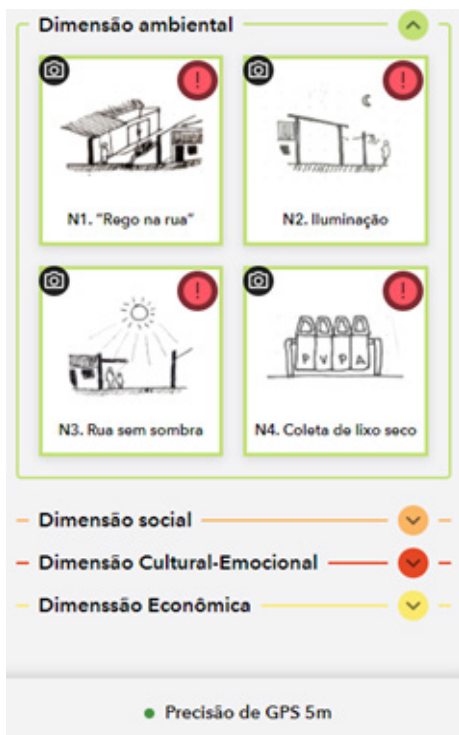 Dimensão ambiental
N1. "Rego na rua"
N2. Iluminação
N3. Rua sem sombra
P V P A
N4. Coleta de lixo seco
Dimensão social
Dimensão Cultural-Emocional
Dimenssão Econômica
Precisão de GPS 5m